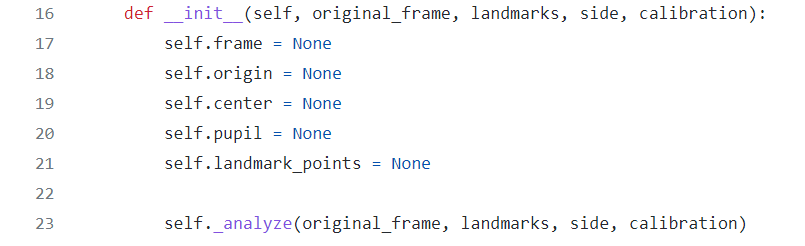 16 def __init__(self, original_frame, landmarks, side, calibration):
17 self.frame = None
18 self.origin = None
19 self.center = None
20 self.pupil = None
21 self.landmark_points = None
22
23 self._analyze(original_frame, landmarks, side, calibration)